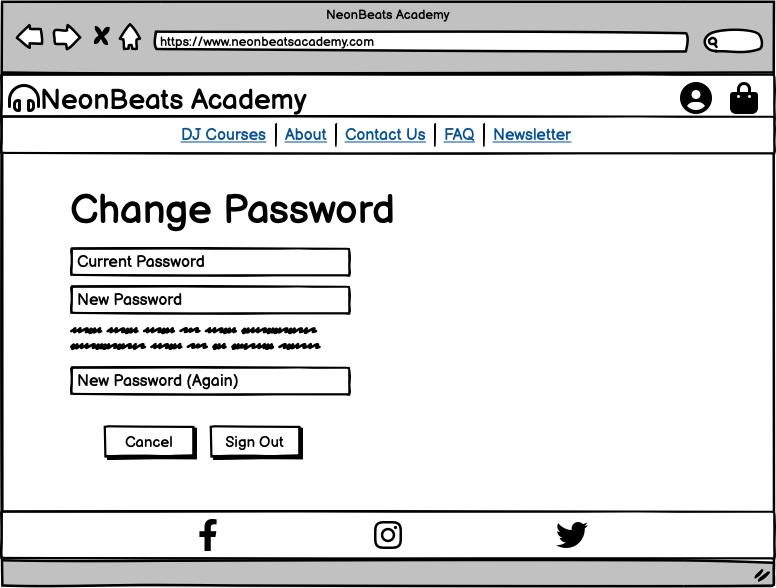 NeonBeats Academy
https://www.neonbeatsacademy.com
NeonBeats Academy
DJ Courses | About | Contact Us | FAQ | Newsletter
Change Password
Current Password
New Password
New Password (Again)
Cancel Sign Out